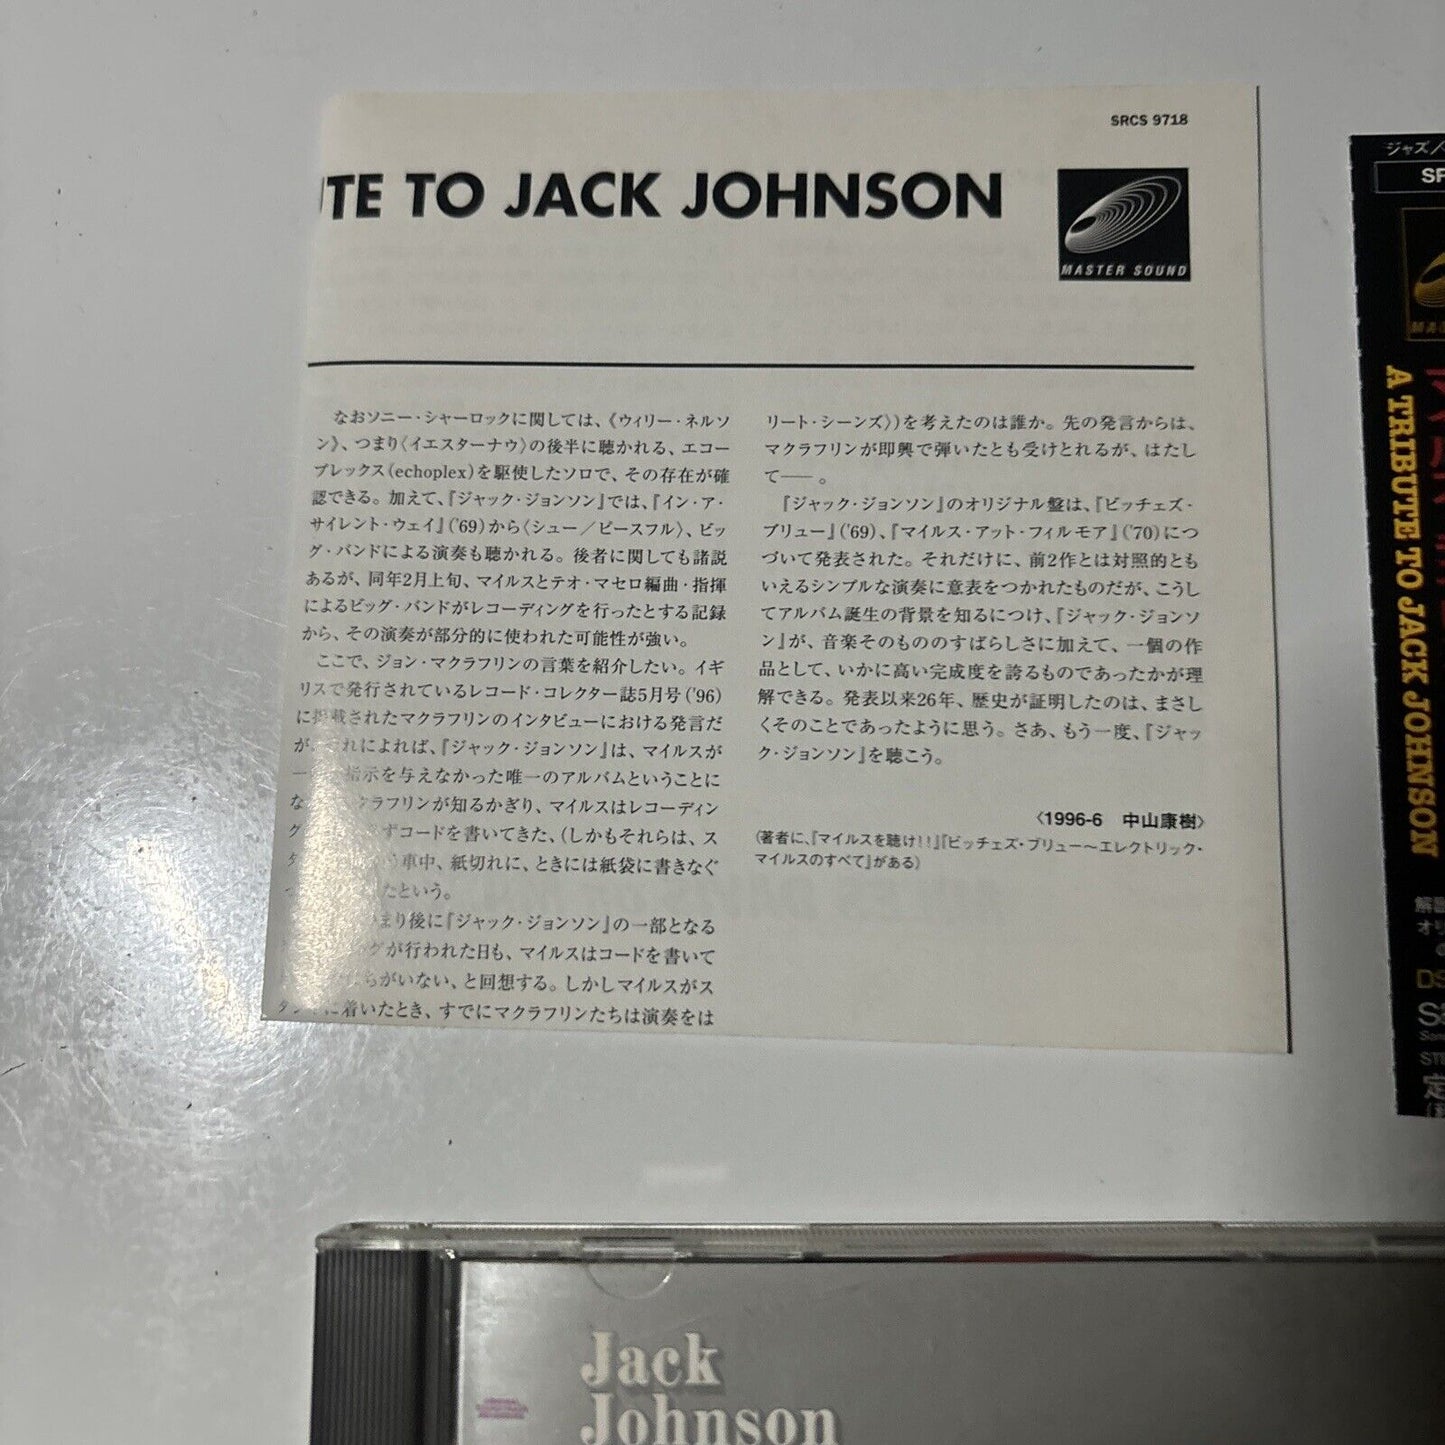 SRCS 9718
TE TO JACK JOHNSON
MASTER SOUND
なおソニー・シャーロックに関しては、《ウィリー・ネルソ
ン》、つまり〈イエスターナウ〉の後半に聴かれる、エコー
プレックス(echoplex)を駆使したソロで、その存在が確
認できる。加えて、『ジャック・ジョンソン』では、『イン・ア・
サイレント・ウェイ』('69)から〈シュー／ピースフル〉、ビッ
グ・バンドによる演奏も聴かれる。後者に関しても諸説
あるが、同年2月上旬、マイルスとテオ・マセロ編曲・指揮
によるビッグ・バンドがレコーディングを行ったとする記録
から、その演奏が部分的に使われた可能性が強い。
ここで、ジョン・マクラフリンの言葉を紹介したい。イギ
リスで発行されているレコード・コレクター誌5月号('96)
に掲載されたマクラフリンのインタビューにおける発言だ
が、それによれば、『ジャック・ジョンソン』は、マイルスが
一 指示を与えなかった唯一のアルバムということに
な クラフリンが知るかぎり、マイルスはレコーディン
グ ずコードを書いてきた、(しかもそれらは、ス
タ 車中、紙切れに、ときには紙袋に書きなぐ
っ たという。
まり後に『ジャック・ジョンソン』の一部となる
グが行われた日も、マイルスはコードを書いて
ちがいない、と回想する。しかしマイルスがス
タ に着いたとき、すでにマクラフリンたちは演奏をは
リート・シーンズ〉)を考えたのは誰か。先の発言からは、
マクラフリンが即興で弾いたとも受けとれるが、はたし
て──。
『ジャック・ジョンソン』のオリジナル盤は、『ビッチェズ・
ブリュー』('69)、『マイルス・アット・フィルモア』('70)につ
づいて発表された。それだけに、前2作とは対照的とも
いえるシンプルな演奏に意表をつかれたものだが、こうし
てアルバム誕生の背景を知るにつけ、『ジャック・ジョンソ
ン』が、音楽そのもののすばらしさに加えて、一個の作
品として、いかに高い完成度を誇るものであったかが理
解できる。発表以来26年、歴史が証明したのは、まさし
くそのことであったように思う。さあ、もう一度、『ジャッ
ク・ジョンソン』を聴こう。
〈1996-6 中山康樹〉
(著者に、『マイルスを聴け!!』『ビッチェズ・ブリュー〜エレクトリック・
マイルスのすべて』がある)
ジャズ／
A TRIBUTE TO JACK JOHNSON
Jack
Johnson